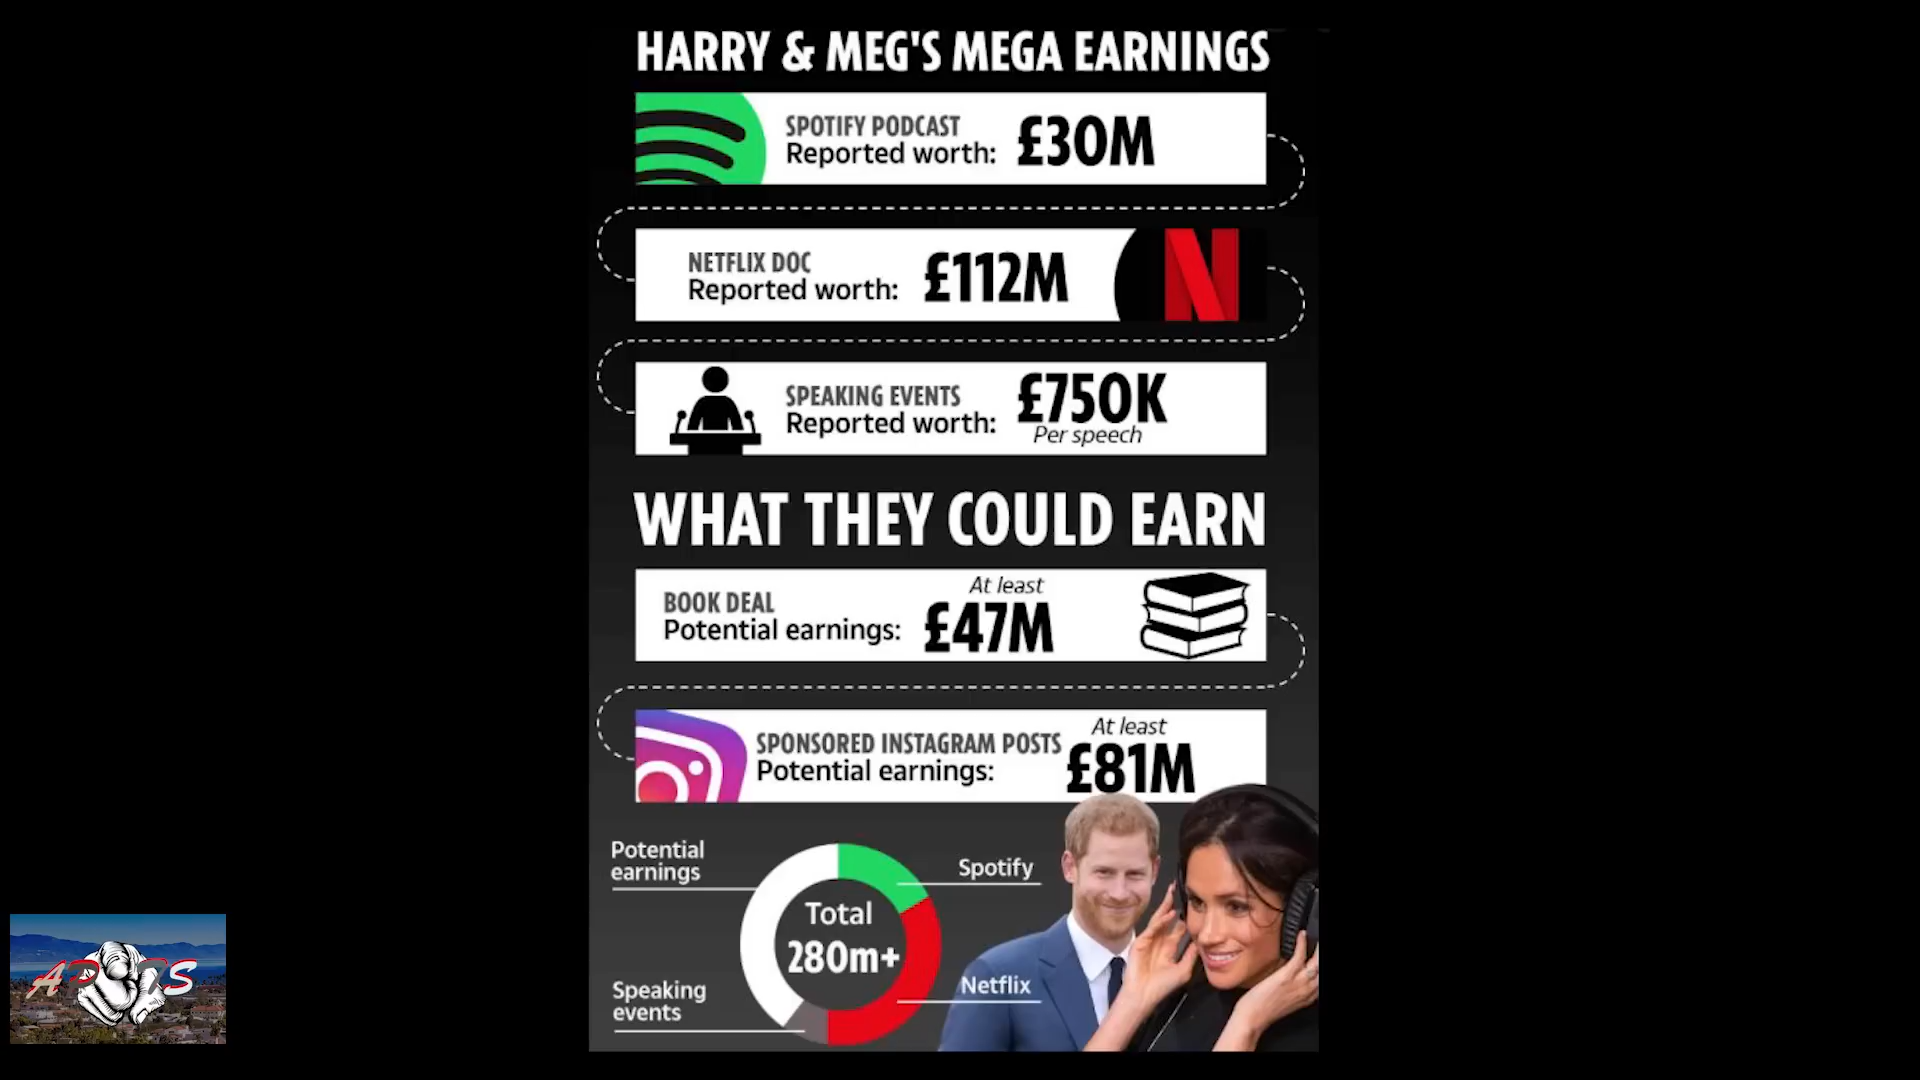 HARRY & MEG'S MEGA EARNINGS
SPOTIFY PODCAST
Reported worth: £30M
NETFLIX DOC
Reported worth: £112M
SPEAKING EVENTS
Reported worth: £750K
Per speech
WHAT THEY COULD EARN
BOOK DEAL
At least
Potential earnings: £47M
SPONSORED INSTAGRAM POSTS
At least
Potential earnings: £81M
Potential
earnings
Spotify
Total
280m+
Netflix
Speaking
events